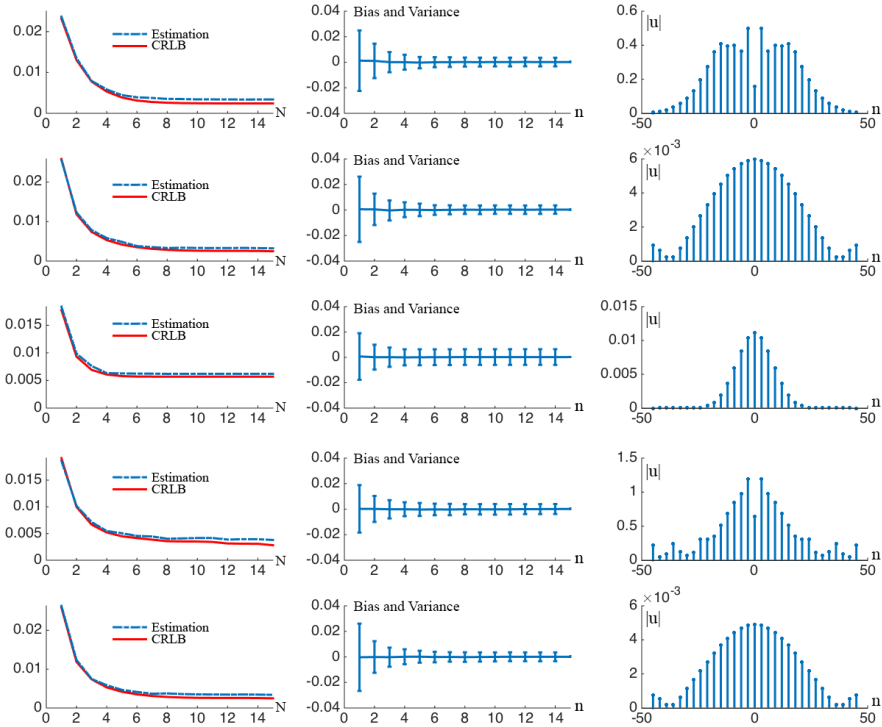 0.02
0.01
0
0 2 4 6 8 10 12 14
N
Estimation
CRLB
0.04
0.02
0
-0.02
-0.04
Bias and Variance
0 2 4 6 8 10 12 14
n
0.6
0.4
0.2
0
|u|
-50 0 50
n
0.02
0.01
0
0 2 4 6 8 10 12 14
N
Estimation
CRLB
0.04
0.02
0
-0.02
-0.04
Bias and Variance
0 2 4 6 8 10 12 14
n
×10⁻³
6
4
2
0
|u|
-50 0 50
n
0.015
0.01
0.005
0
0 2 4 6 8 10 12 14
N
Estimation
CRLB
0.04
0.02
0
-0.02
-0.04
Bias and Variance
0 2 4 6 8 10 12 14
n
0.015
0.01
0.005
0
|u|
-50 0 50
n
0.015
0.01
0.005
0
0 2 4 6 8 10 12 14
N
Estimation
CRLB
0.04
0.02
0
-0.02
-0.04
Bias and Variance
0 2 4 6 8 10 12 14
n
1.5
1
0.5
0
|u|
-50 0 50
n
0.02
0.01
0
0 2 4 6 8 10 12 14
N
Estimation
CRLB
0.04
0.02
0
-0.02
-0.04
Bias and Variance
0 2 4 6 8 10 12 14
n
×10⁻³
6
4
2
0
|u|
-50 0 50
n